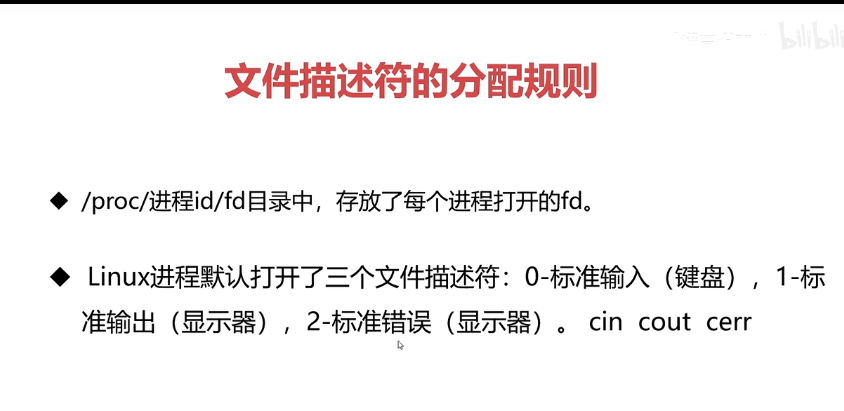 bilibili
文件描述符的分配规则
◆ /proc/进程id/fd目录中，存放了每个进程打开的fd。
◆ Linux进程默认打开了三个文件描述符：0-标准输入（键盘），1-标
准输出（显示器），2-标准错误（显示器）。 cin cout cerr